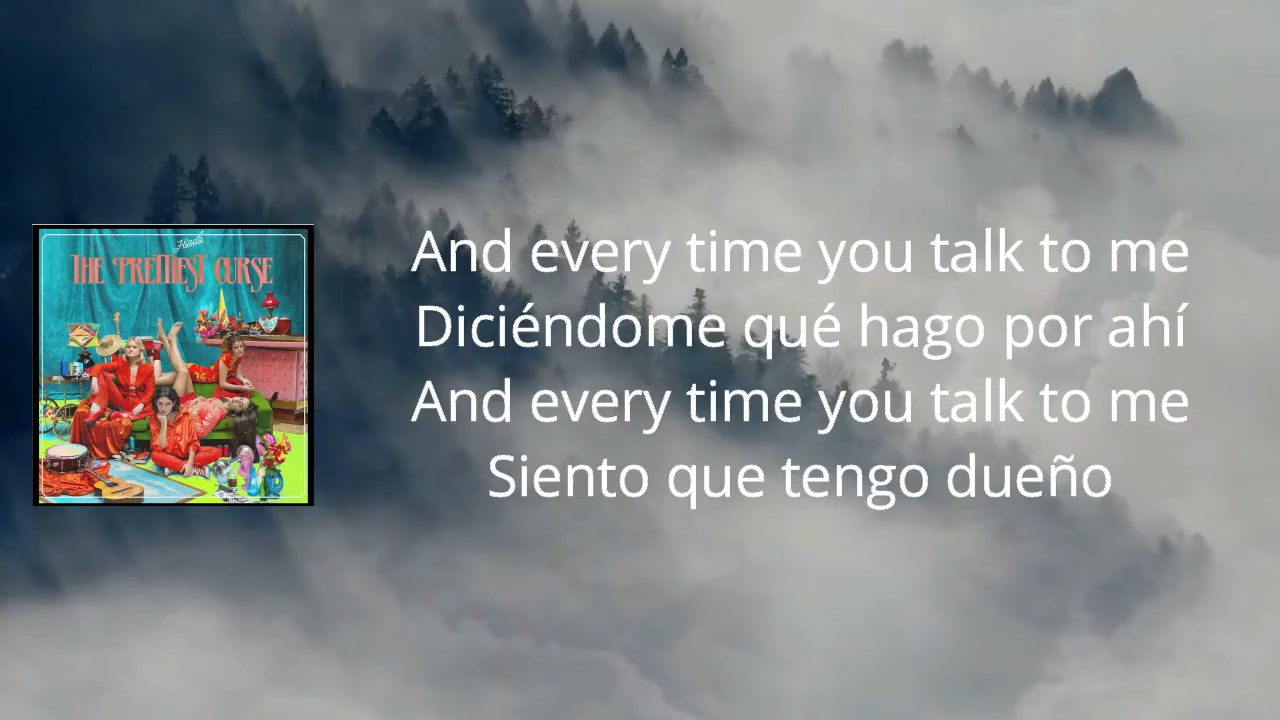 Hinds
THE PRETTIEST CURSE
And every time you talk to me
Diciéndome qué hago por ahí
And every time you talk to me
Siento que tengo dueño